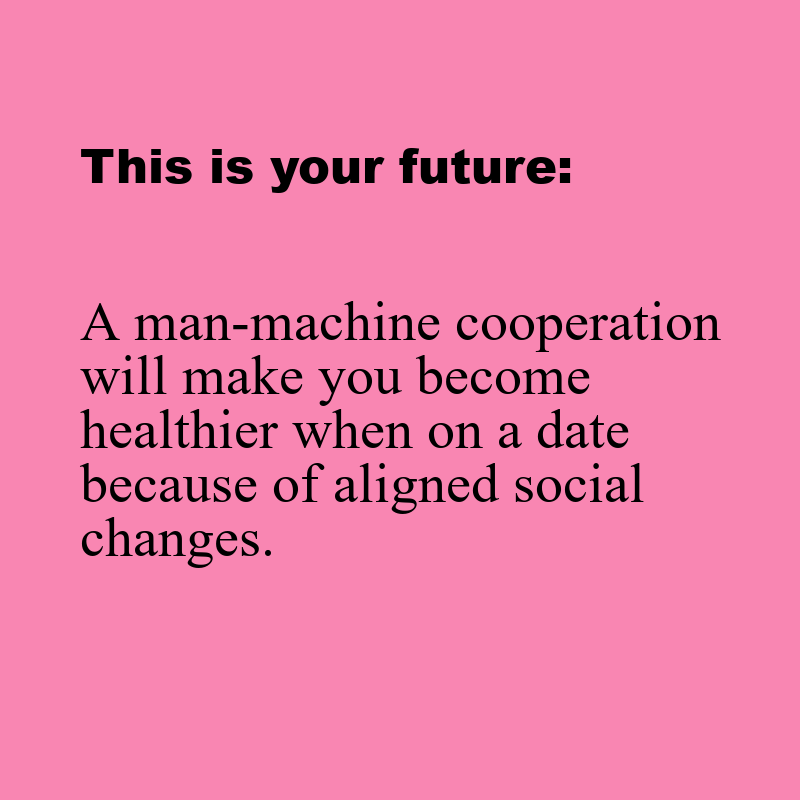 This is your future:
A man-machine cooperation
will make you become
healthier when on a date
because of aligned social
changes.